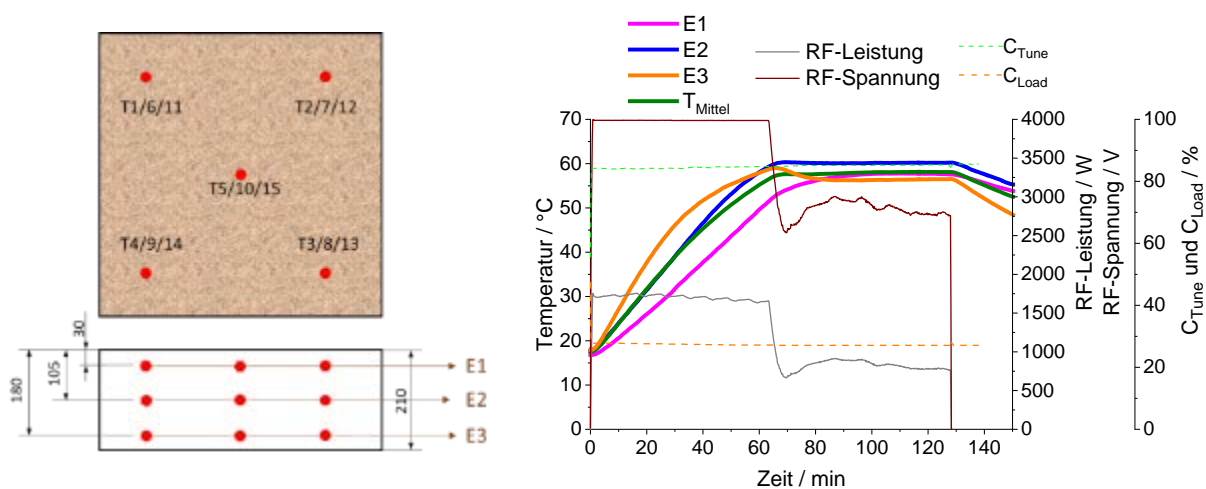 T1/6/11
T2/7/12
T5/10/15
T4/9/14
T3/8/13
30
105
180
210
E1
E2
E3
E1
E2
E3
T_Mittel
RF-Leistung
RF-Spannung
C_Tune
C_Load
Temperatur / °C
70
60
50
40
30
20
10
0
0 20 40 60 80 100 120 140
Zeit / min
4000
3500
3000
2500
2000
1500
1000
500
0
RF-Leistung / W
RF-Spannung / V
100
80
60
40
20
0
C_Tune und C_Load / %